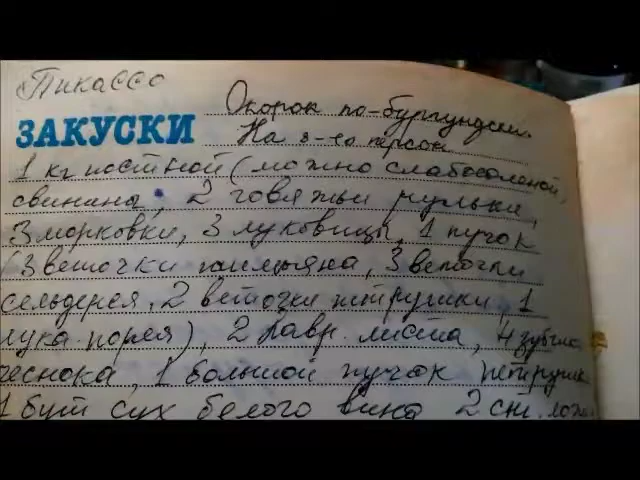 Пикассо
Окорок по-бургундски.
ЗАКУСКИ
На 8-10 персон
1 кг постной (можно слабосоленой)
свинины, 2 говяжьи рульки,
3 морковки, 3 луковицы, 1 пучок
(3 веточки тимьяна, 3 веточки
сельдерея, 2 веточки петрушки, 1
лука-порея), 2 лавр. листа, 4 зубчика
чеснока, 1 большой пучок петрушк
1 бут сух белого вина 2 ст. лож